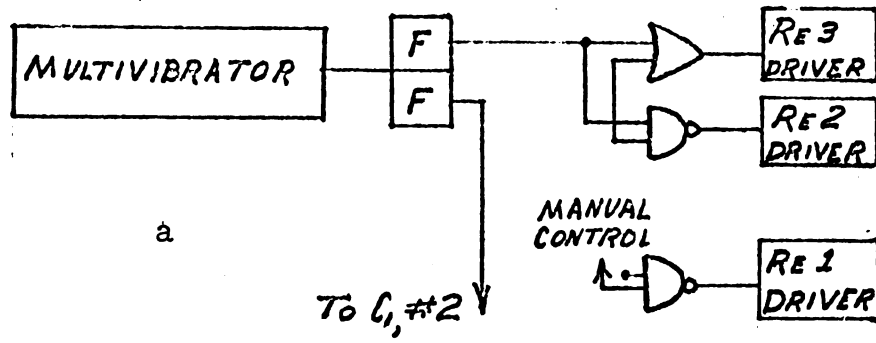 MULTIVIBRATOR
F
F
RE 3
DRIVER
RE 2
DRIVER
a
MANUAL
CONTROL
RE 1
DRIVER
TO C1, #2